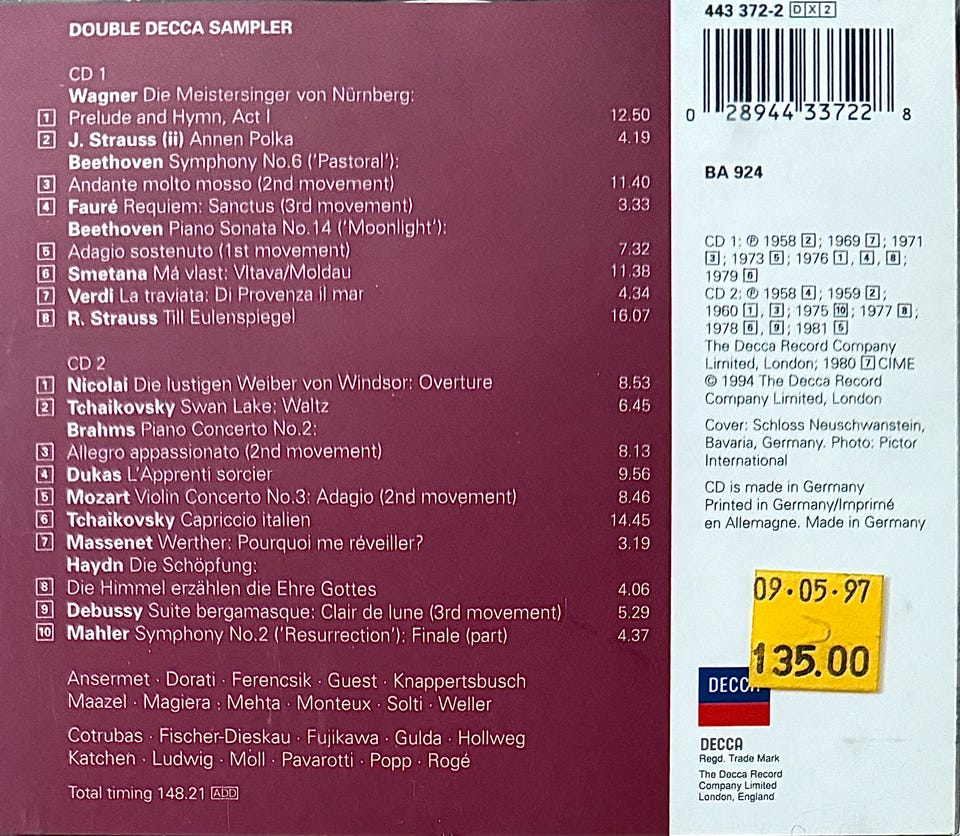 DOUBLE DECCA SAMPLER
CD 1
Wagner Die Meistersinger von Nürnberg:
1 Prelude and Hymn, Act I 12.50
2 J. Strauss (ii) Annen Polka 4.19
Beethoven Symphony No.6 ('Pastoral'):
3 Andante molto mosso (2nd movement) 11.40
4 Fauré Requiem: Sanctus (3rd movement) 3.33
Beethoven Piano Sonata No.14 ('Moonlight'):
5 Adagio sostenuto (1st movement) 7.32
6 Smetana Má vlast: Vltava/Moldau 11.38
7 Verdi La traviata: Di Provenza il mar 4.34
8 R. Strauss Till Eulenspiegel 16.07
CD 2
1 Nicolai Die lustigen Weiber von Windsor: Overture 8.53
2 Tchaikovsky Swan Lake: Waltz 6.45
Brahms Piano Concerto No.2:
3 Allegro appassionato (2nd movement) 8.13
4 Dukas L'Apprenti sorcier 9.56
5 Mozart Violin Concerto No.3: Adagio (2nd movement) 8.46
6 Tchaikovsky Capriccio italien 14.45
7 Massenet Werther: Pourquoi me réveiller? 3.19
Haydn Die Schöpfung:
8 Die Himmel erzählen die Ehre Gottes 4.06
9 Debussy Suite bergamasque: Clair de lune (3rd movement) 5.29
10 Mahler Symphony No.2 ('Resurrection'): Finale (part) 4.37
Ansermet · Dorati · Ferencsik · Guest · Knappertsbusch
Maazel · Magiera · Mehta · Monteux · Solti · Weller
Cotrubas · Fischer-Dieskau · Fujikawa · Gulda · Hollweg
Katchen · Ludwig · Moll · Pavarotti · Popp · Rogé
Total timing 148.21 ADD
443 372-2 DX2
0 28944 33722 8
BA 924
CD 1: ℗ 1958 2; 1969 7; 1971
3; 1973 5; 1976 1, 4, 8;
1979 6
CD 2: ℗ 1958 4; 1959 2;
1960 1, 3; 1975 10; 1977 8;
1978 6, 9; 1981 5
The Decca Record Company
Limited, London; 1980 7 CIME
© 1994 The Decca Record
Company Limited, London
Cover: Schloss Neuschwanstein,
Bavaria, Germany. Photo: Pictor
International
CD is made in Germany
Printed in Germany/Imprimé
en Allemagne. Made in Germany
09·05·97
135.00
DECCA
DECCA
Regd. Trade Mark
The Decca Record
Company Limited
London, England